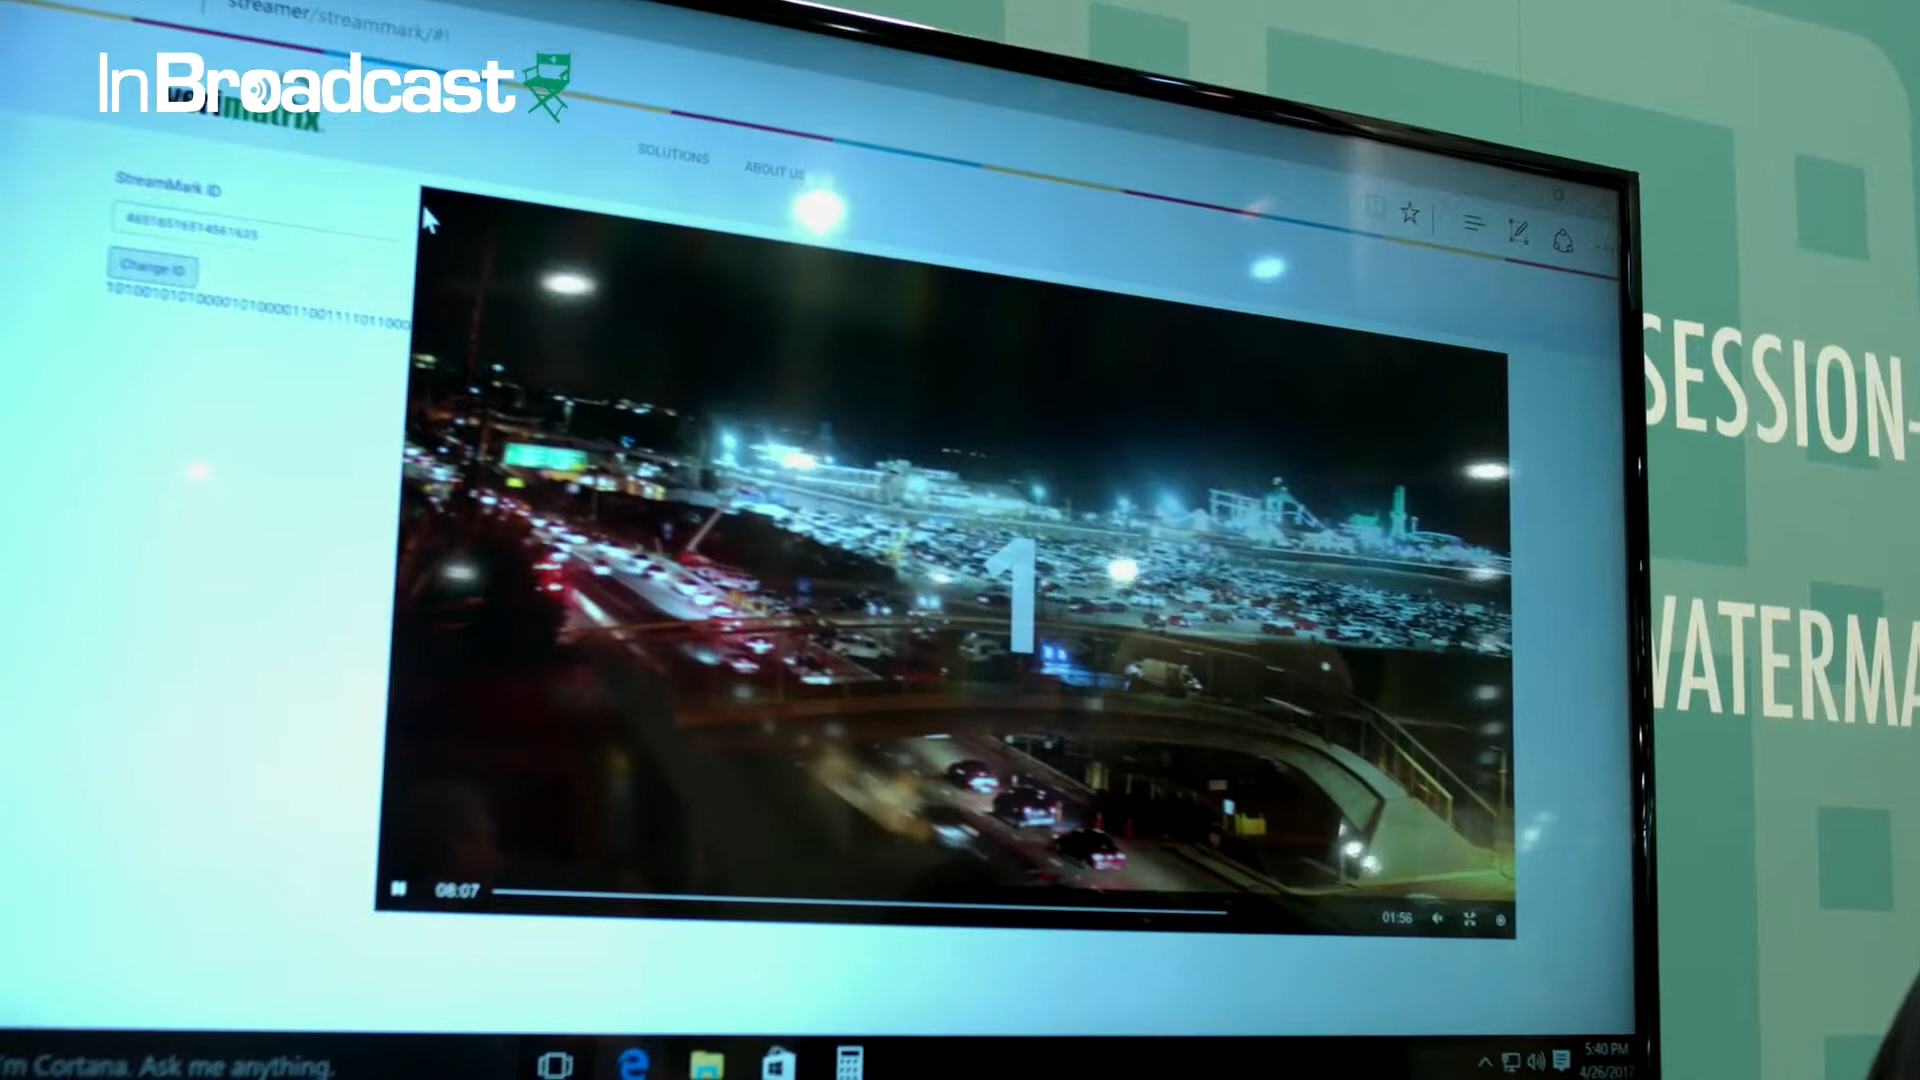 streamer/streammark/#!
InBroadcast
verimatrix
SOLUTIONS
ABOUT US
StreamMark ID
Change ID
SESSION-
WATERMA
1
08:07
01:56
I'm Cortana. Ask me anything.
5:40 PM
4/26/2017